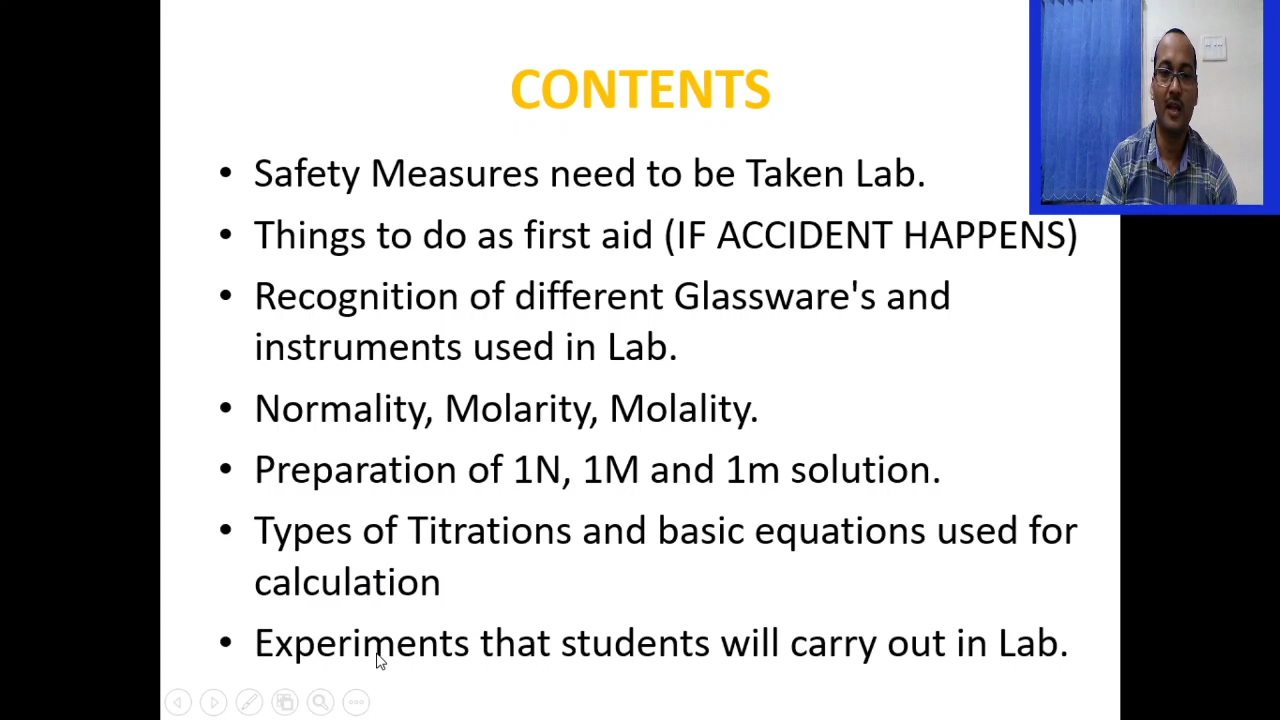 CONTENTS
• Safety Measures need to be Taken Lab.
• Things to do as first aid (IF ACCIDENT HAPPENS)
• Recognition of different Glassware's and
instruments used in Lab.
• Normality, Molarity, Molality.
• Preparation of 1N, 1M and 1m solution.
• Types of Titrations and basic equations used for
calculation
• Experiments that students will carry out in Lab.